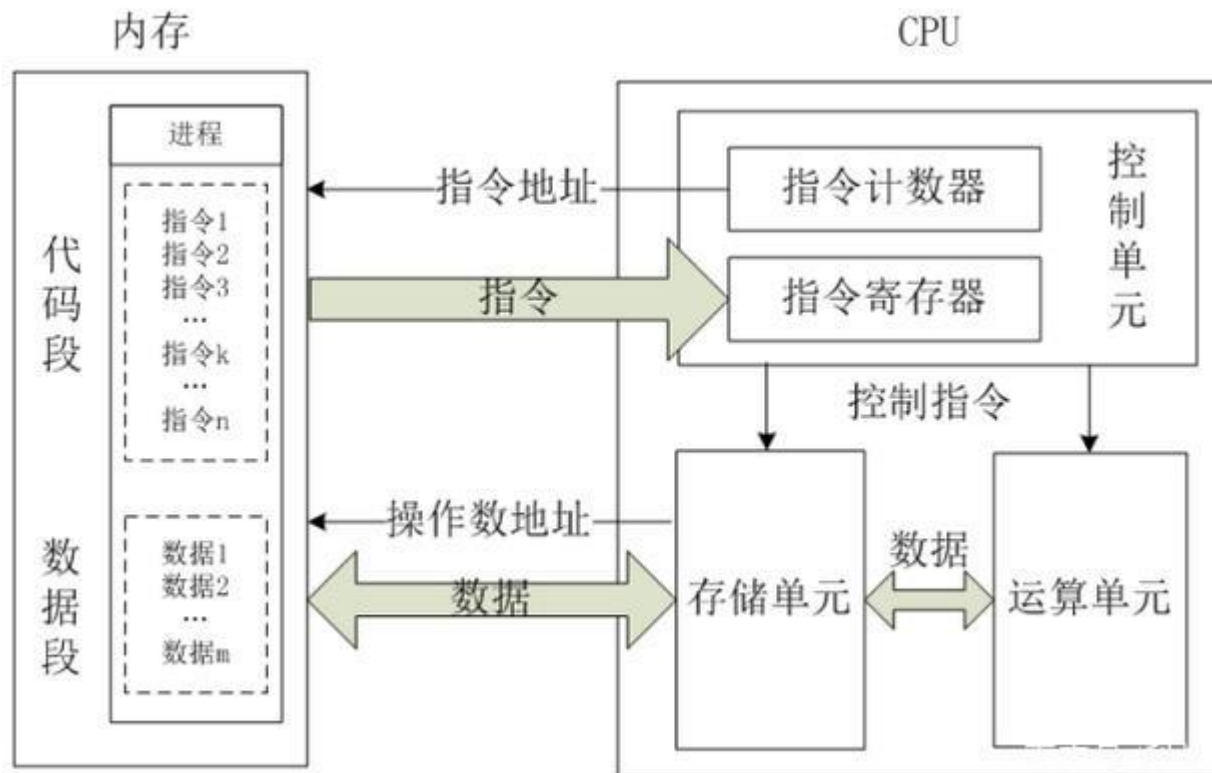 内存
CPU
进程
代码段
指令1
指令2
指令3
...
指令k
...
指令n
数据段
数据1
数据2
...
数据m
指令地址
指令
操作数地址
数据
控制单元
指令计数器
指令寄存器
控制指令
存储单元
数据
运算单元